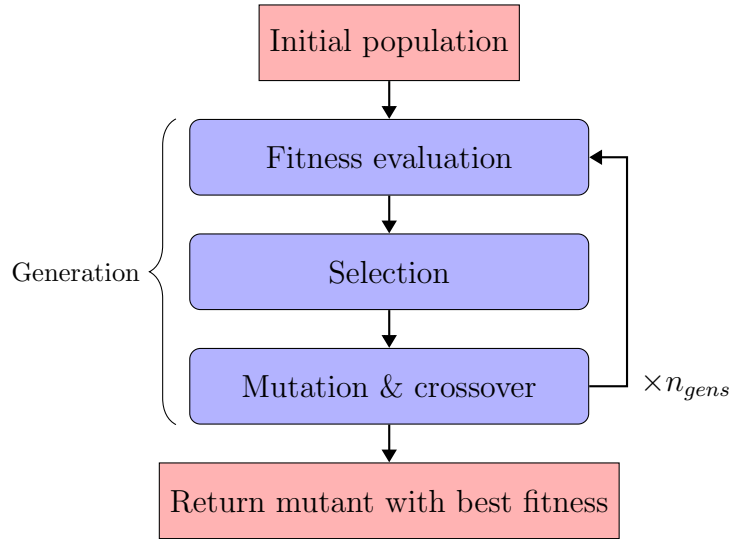 Initial population
Fitness evaluation
Generation
Selection
Mutation & crossover
×n_gens
Return mutant with best fitness